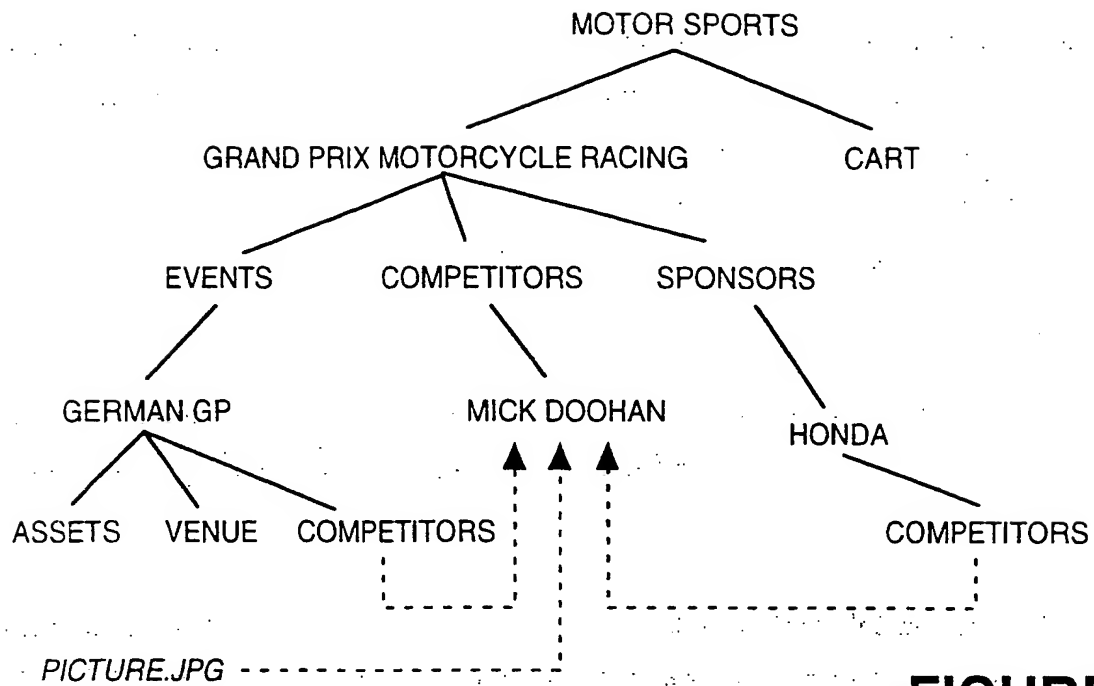 MOTOR SPORTS
GRAND PRIX MOTORCYCLE RACING CART
EVENTS COMPETITORS SPONSORS
GERMAN GP MICK DOOHAN
HONDA
ASSETS VENUE COMPETITORS COMPETITORS
PICTURE.JPG